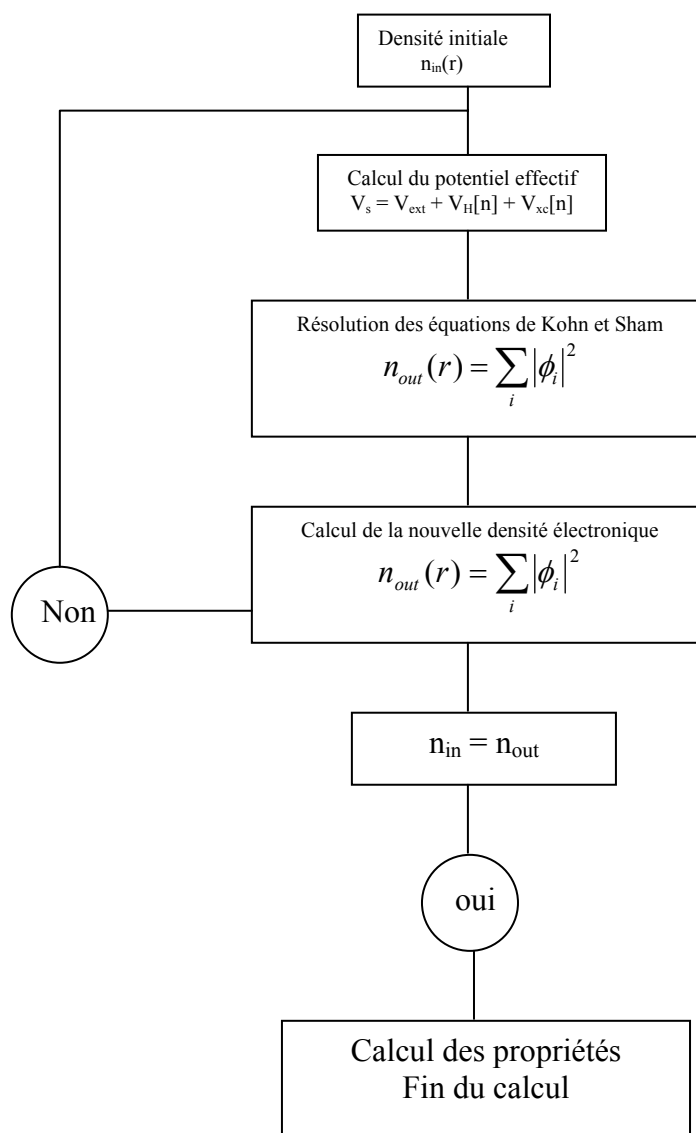 Densité initiale
n_in(r)
Calcul du potentiel effectif
V_s = V_ext + V_H[n] + V_xc[n]
Résolution des équations de Kohn et Sham
n_out(r) = ∑_i |ϕ_i|^2
Calcul de la nouvelle densité électronique
n_out(r) = ∑_i |ϕ_i|^2
Non
n_in = n_out
oui
Calcul des propriétés
Fin du calcul